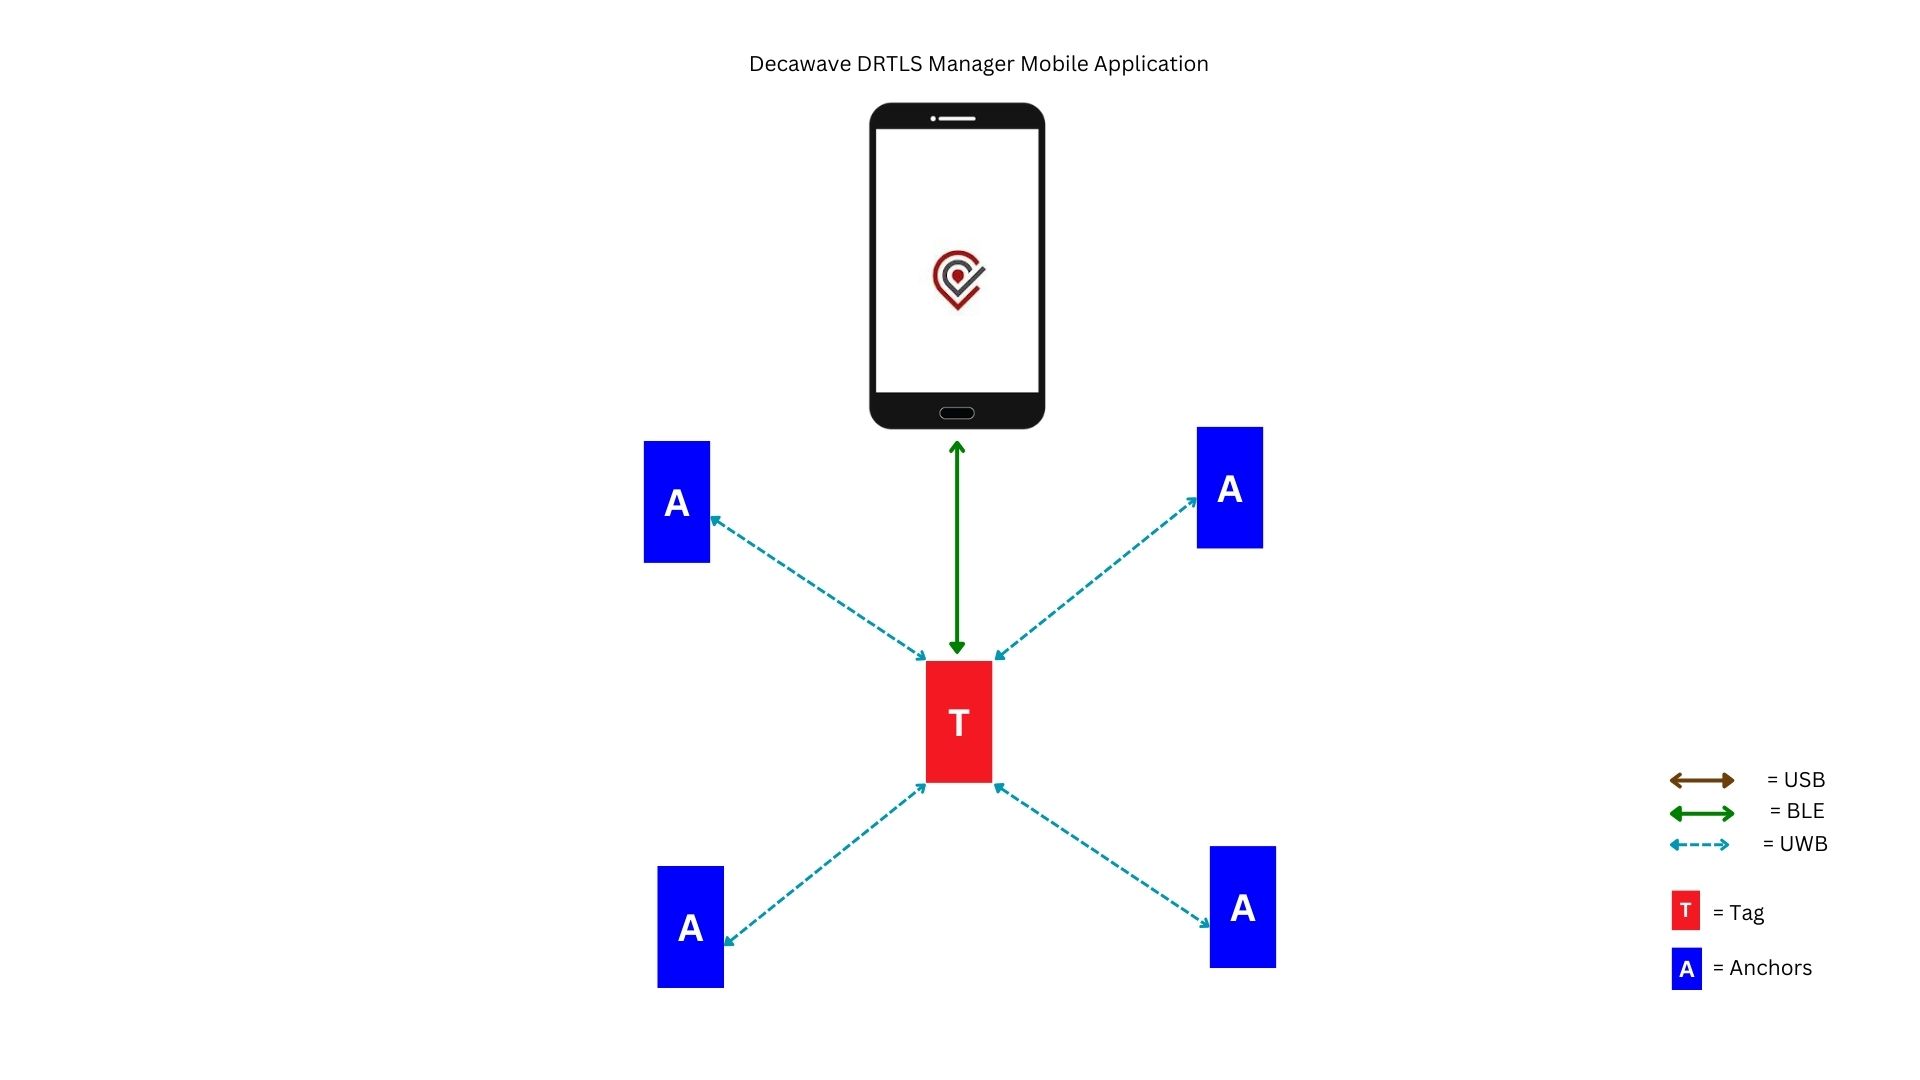 Decawave DRTLS Manager Mobile Application
A
A
T
A
A
= USB
= BLE
= UWB
T = Tag
A = Anchors